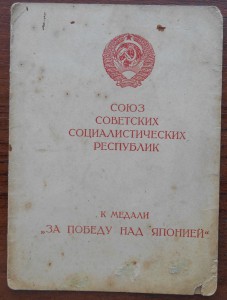 СОЮЗ
СОВЕТСКИХ
СОЦИАЛИСТИЧЕСКИХ
РЕСПУБЛИК
К МЕДАЛИ
„ЗА ПОБЕДУ НАД ЯПОНИЕЙ“